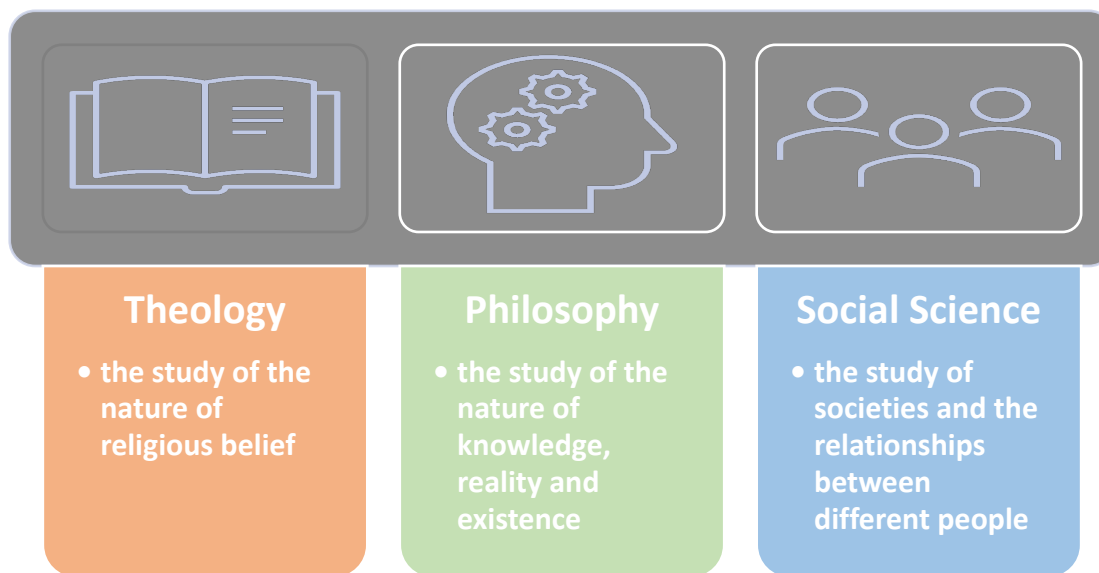 Theology
• the study of the
nature of
religious belief
Philosophy
• the study of the
nature of
knowledge,
reality and
existence
Social Science
• the study of
societies and the
relationships
between
different people